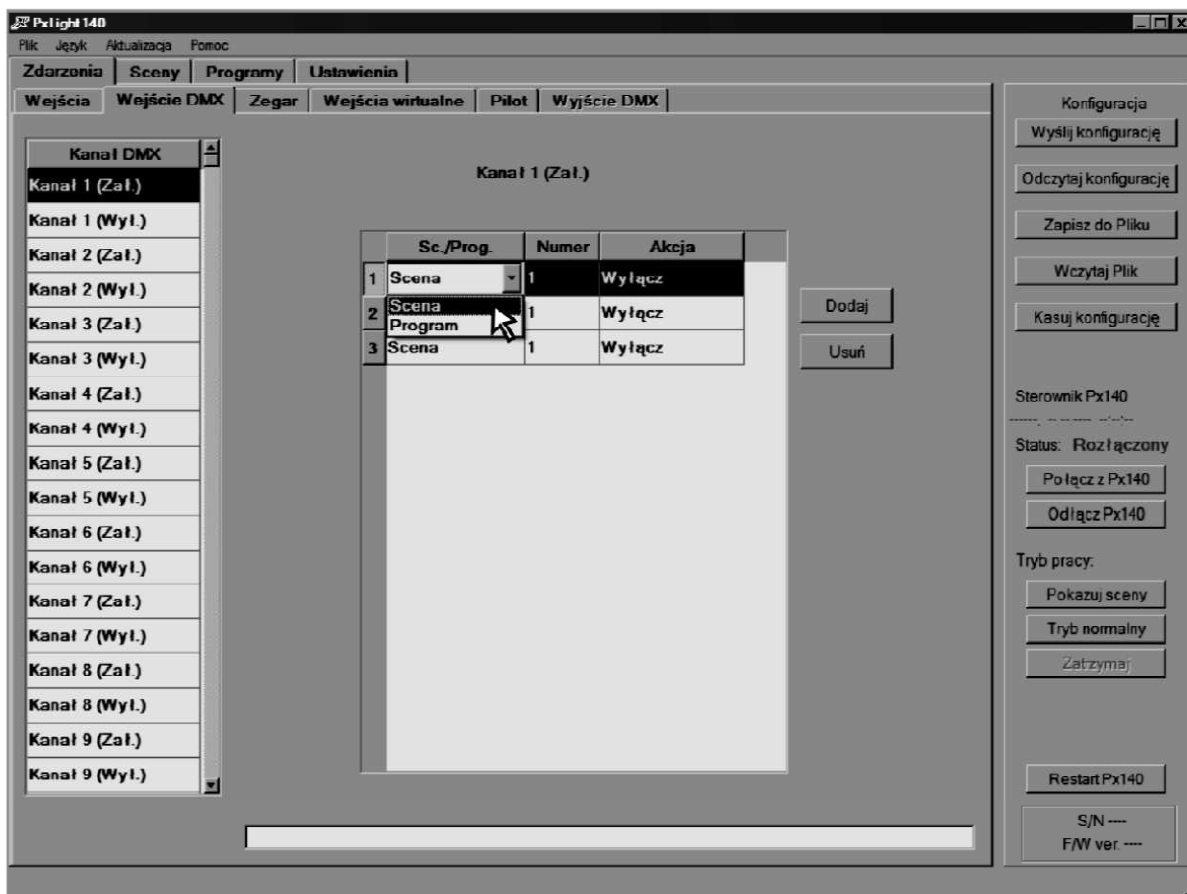 PxLight 140
Plik Język Aktualizacja Pomoc
Zdarzenia Sceny Programy Ustawienia
Wejścia Wejście DMX Zegar Wejścia wirtualne Pilot Wyjście DMX
Kanał DMX
Kanał 1 (Zał.)
Kanał 1 (Wył.)
Kanał 2 (Zał.)
Kanał 2 (Wył.)
Kanał 3 (Zał.)
Kanał 3 (Wył.)
Kanał 4 (Zał.)
Kanał 4 (Wył.)
Kanał 5 (Zał.)
Kanał 5 (Wył.)
Kanał 6 (Zał.)
Kanał 6 (Wył.)
Kanał 7 (Zał.)
Kanał 7 (Wył.)
Kanał 8 (Zał.)
Kanał 8 (Wył.)
Kanał 9 (Zał.)
Kanał 9 (Wył.)
Kanał 1 (Zał.)
Sc./Prog. Numer Akcja
1 Scena 1 Wyłącz
2 Scena 1 Wyłącz
Program
3 Scena 1 Wyłącz
Dodaj
Usuń
Konfiguracja
Wyślij konfigurację
Odczytaj konfigurację
Zapisz do Pliku
Wczytaj Plik
Kasuj konfigurację
Sterownik Px140
Status: Rozłączony
Połącz z Px140
Odłącz Px140
Tryb pracy:
Pokazuj sceny
Tryb normalny
Zatrzymaj
Restart Px140
S/N ----
F/W ver. ----